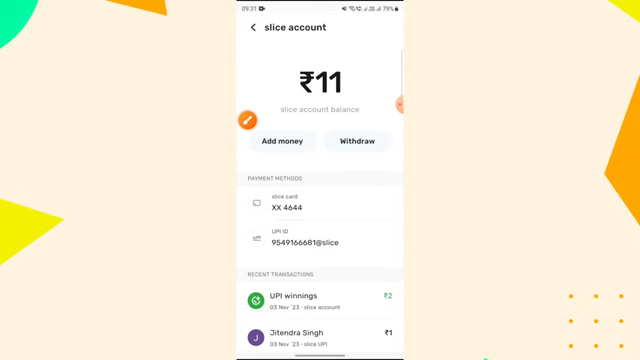 09:31 79%
slice account
₹11
slice account balance
Add money Withdraw
PAYMENT METHODS
slice card
XX 4644
UPI ID
9549166681@slice
RECENT TRANSACTIONS
UPI winnings ₹2
03 Nov '23 · slice account
J Jitendra Singh ₹1
03 Nov '23 · slice UPI